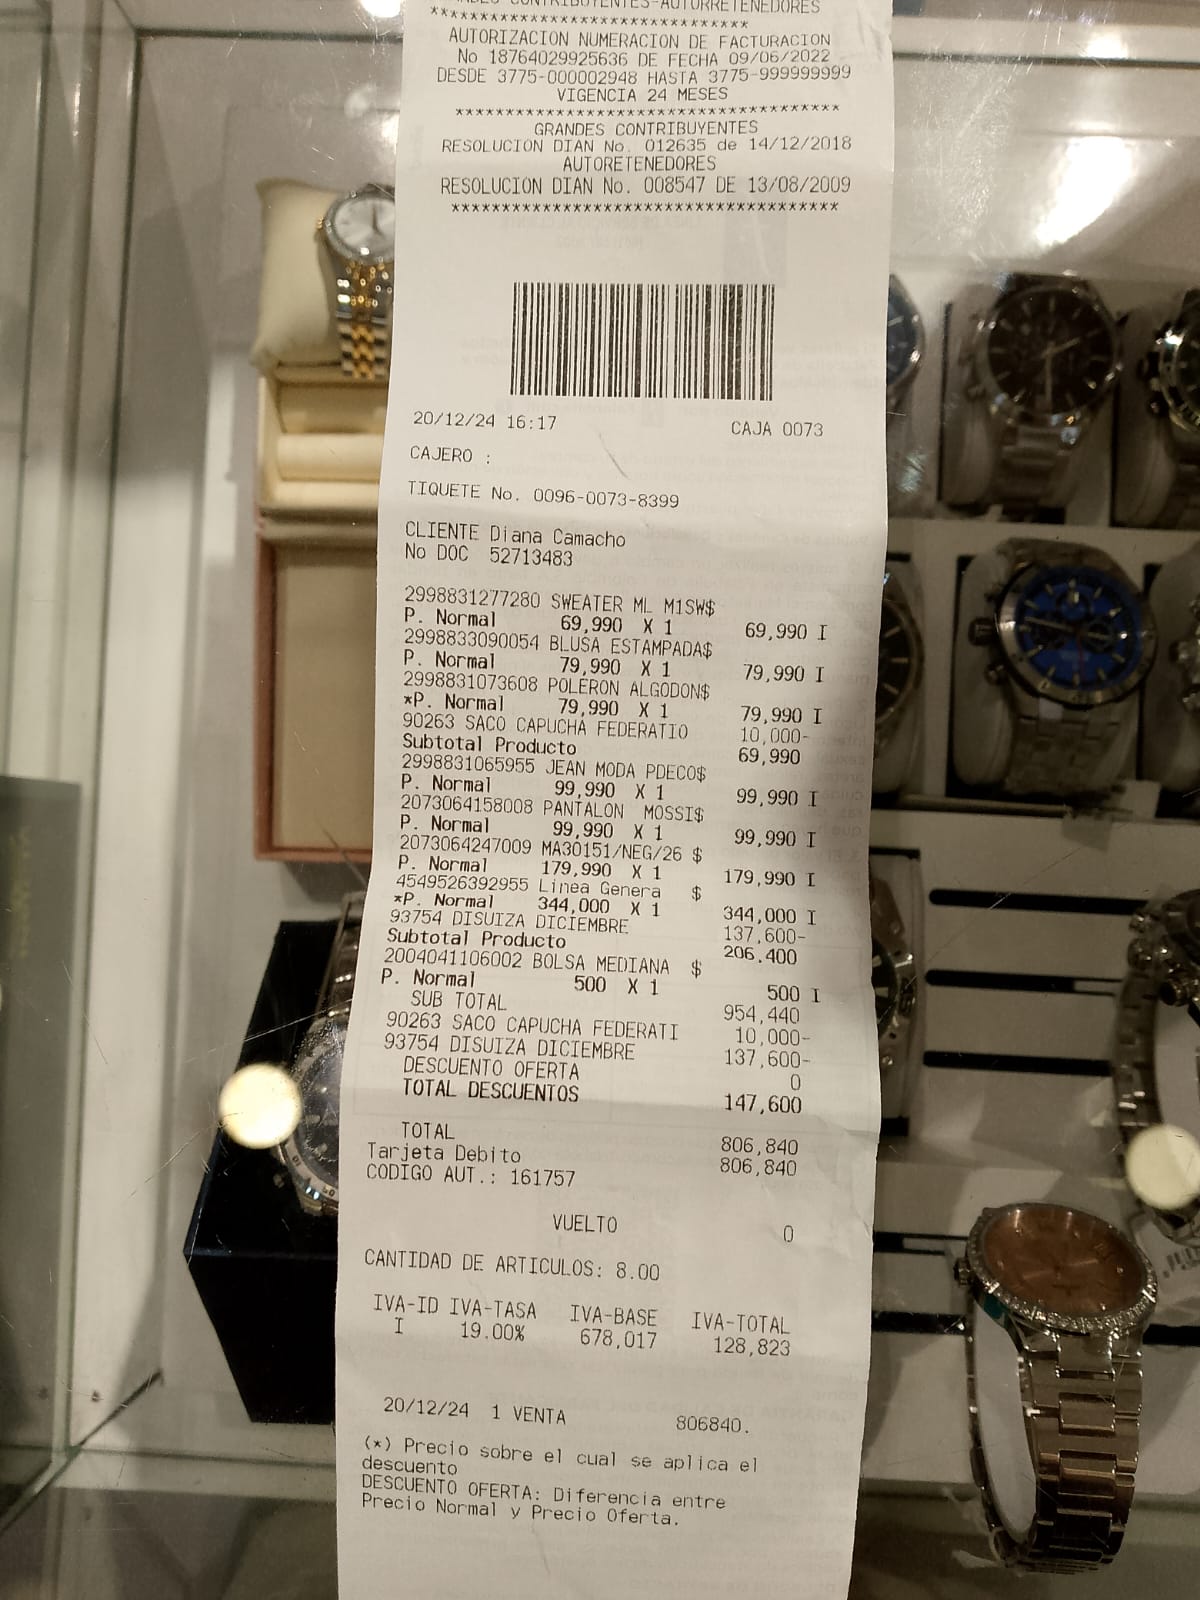 GRANDES CONTRIBUYENTES-AUTORRETENEDORES
*******************************
AUTORIZACION NUMERACION DE FACTURACION
No 18764029925636 DE FECHA 09/06/2022
DESDE 3775-000002948 HASTA 3775-999999999
VIGENCIA 24 MESES
*************************************
GRANDES CONTRIBUYENTES
RESOLUCION DIAN No. 012635 de 14/12/2018
AUTORETENEDORES
RESOLUCION DIAN No. 008547 DE 13/08/2009
*************************************
20/12/24 16:17 CAJA 0073
CAJERO :
TIQUETE No. 0096-0073-8399
CLIENTE Diana Camacho
No DOC 52713483
2998831277280 SWEATER ML M1SW$
P. Normal 69,990 X 1 69,990 I
2998833090054 BLUSA ESTAMPADA$
P. Normal 79,990 X 1 79,990 I
2998831073608 POLERON ALGODON$
*P. Normal 79,990 X 1 79,990 I
90263 SACO CAPUCHA FEDERATIO 10,000-
Subtotal Producto 69,990
2998831065955 JEAN MODA PDECO$
P. Normal 99,990 X 1 99,990 I
2073064158008 PANTALON MOSSI$
P. Normal 99,990 X 1 99,990 I
2073064247009 MA30151/NEG/26 $
P. Normal 179,990 X 1 179,990 I
4549526392955 Linea Genera $
*P. Normal 344,000 X 1 344,000 I
93754 DISUIZA DICIEMBRE 137,600-
Subtotal Producto 206,400
2004041106002 BOLSA MEDIANA $
P. Normal 500 X 1 500 I
SUB TOTAL 954,440
90263 SACO CAPUCHA FEDERATI 10,000-
93754 DISUIZA DICIEMBRE 137,600-
DESCUENTO OFERTA 0
TOTAL DESCUENTOS 147,600
TOTAL 806,840
Tarjeta Debito 806,840
CODIGO AUT.: 161757
VUELTO 0
CANTIDAD DE ARTICULOS: 8.00
IVA-ID IVA-TASA IVA-BASE IVA-TOTAL
I 19.00% 678,017 128,823
20/12/24 1 VENTA 806840.
(*) Precio sobre el cual se aplica el
descuento
DESCUENTO OFERTA: Diferencia entre
Precio Normal y Precio Oferta.